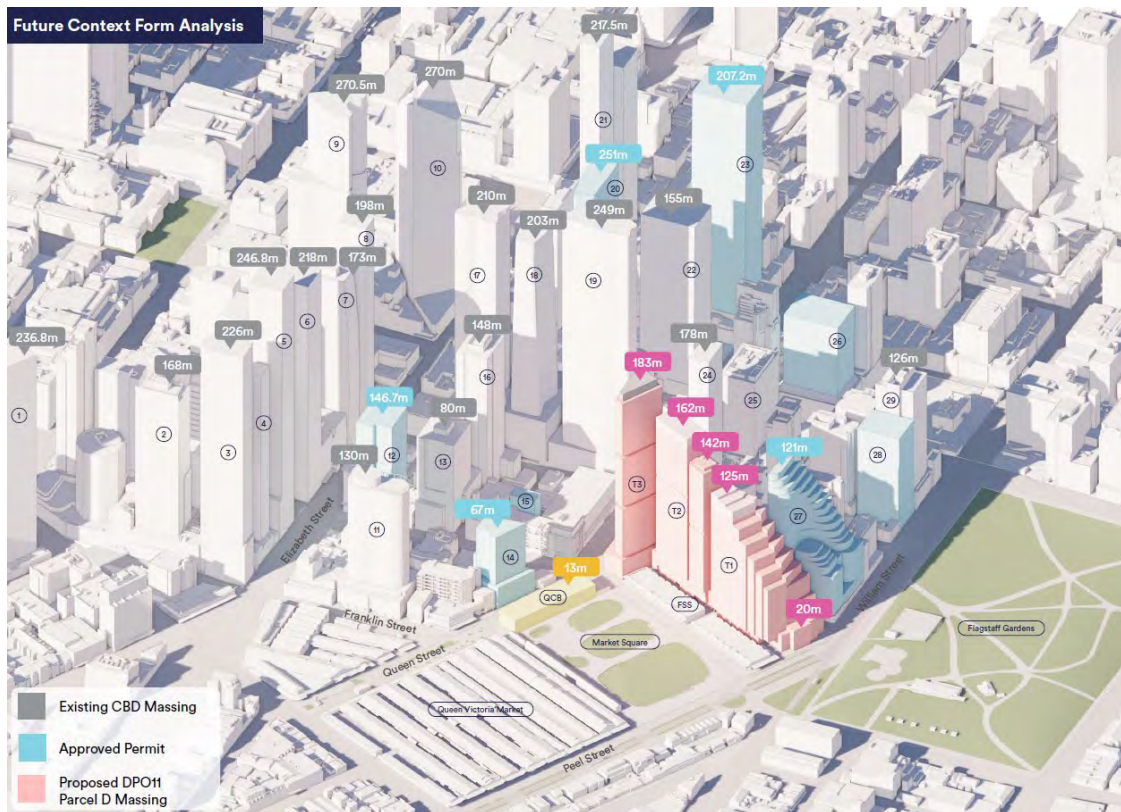 Future Context Form Analysis
217.5m
270m
270.5m
207.2m
21
9
251m
10
20
23
198m
210m
203m
249m
155m
8
246.8m
218m
173m
17
18
19
22
7
6
5
236.8m
226m
168m
148m
178m
26
16
24
126m
183m
25
29
1
2
4
3
146.7m
80m
162m
142m
121m
130m
12
13
125m
28
T3
67m
15
T2
27
11
14
T1
Elizabeth Street
13m
QCB
FSS
20m
William Street
Franklin Street
Market Square
Flagstaff Gardens
Queen Street
Queen Victoria Market
Peel Street
Existing CBD Massing
Approved Permit
Proposed DPO11
Parcel D Massing